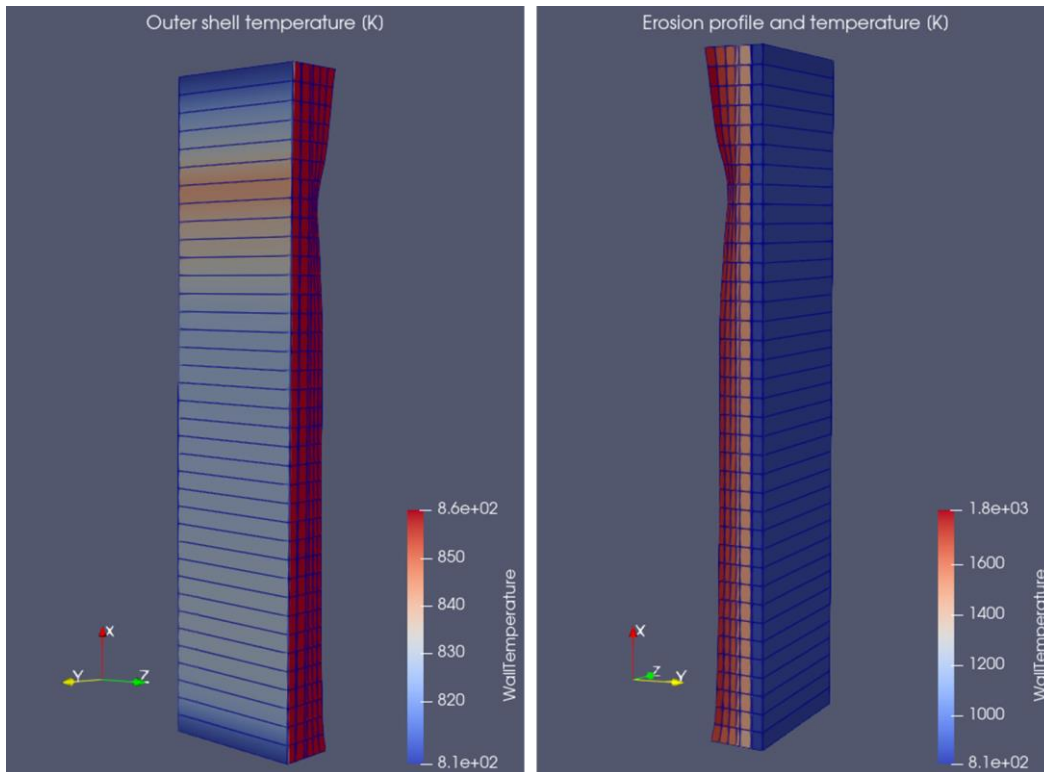 Outer shell temperature (K)
8.6e+02
850
840
830
820
8.1e+02
WallTemperature
X
Y
Z
Erosion profile and temperature (K)
1.8e+03
1600
1400
1200
1000
8.1e+02
WallTemperature
X
Z
Y